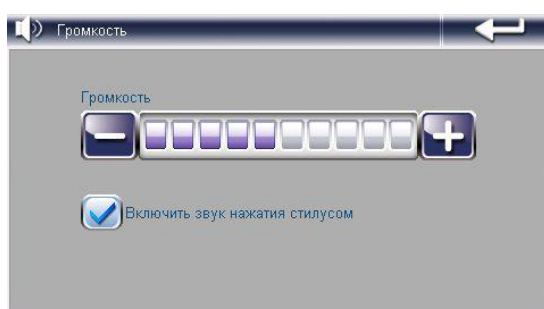 Громкость
Громкость
Включить звук нажатия стилусом